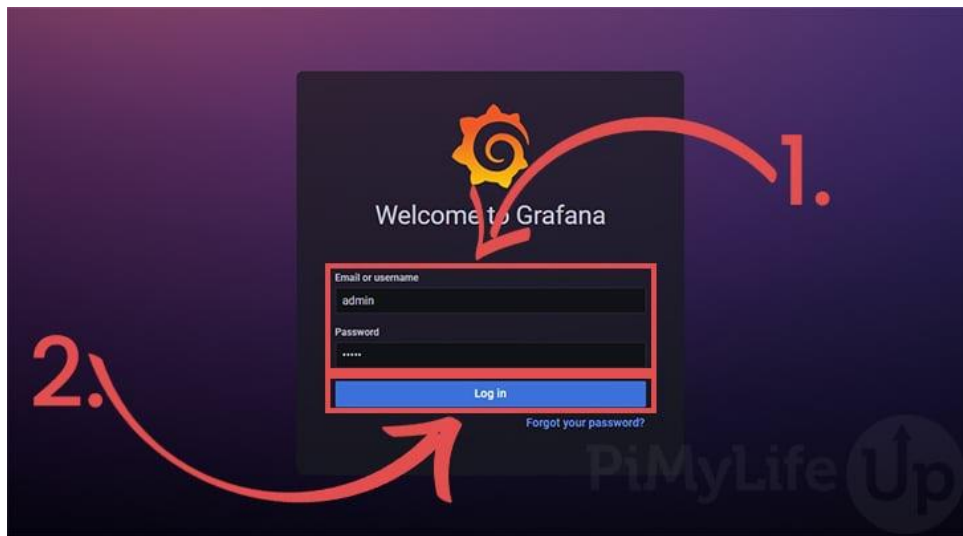 1.
Welcome to Grafana
Email or username
admin
Password
•••••
2.
Log in
Forgot your password?
PiMyLife Up